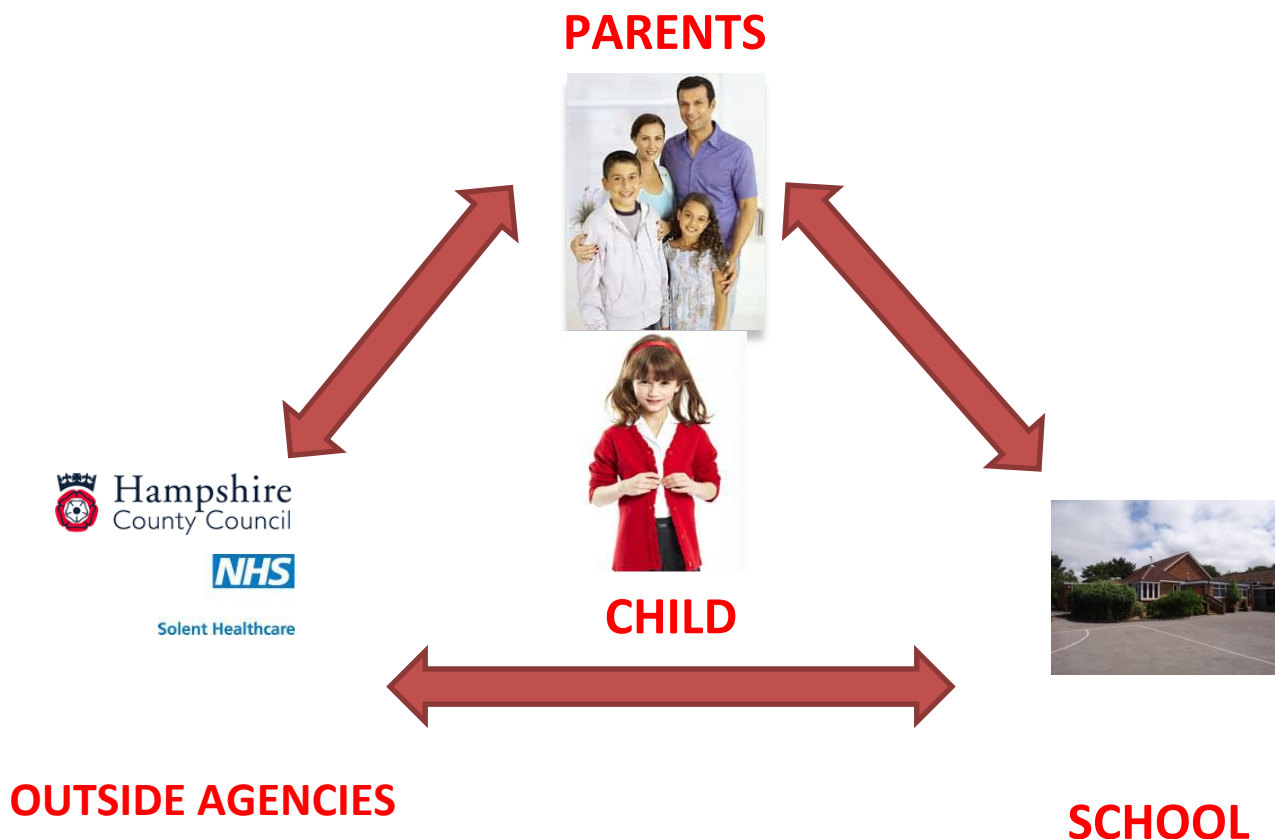 PARENTS
Hampshire
County Council
NHS
Solent Healthcare
CHILD
OUTSIDE AGENCIES
SCHOOL